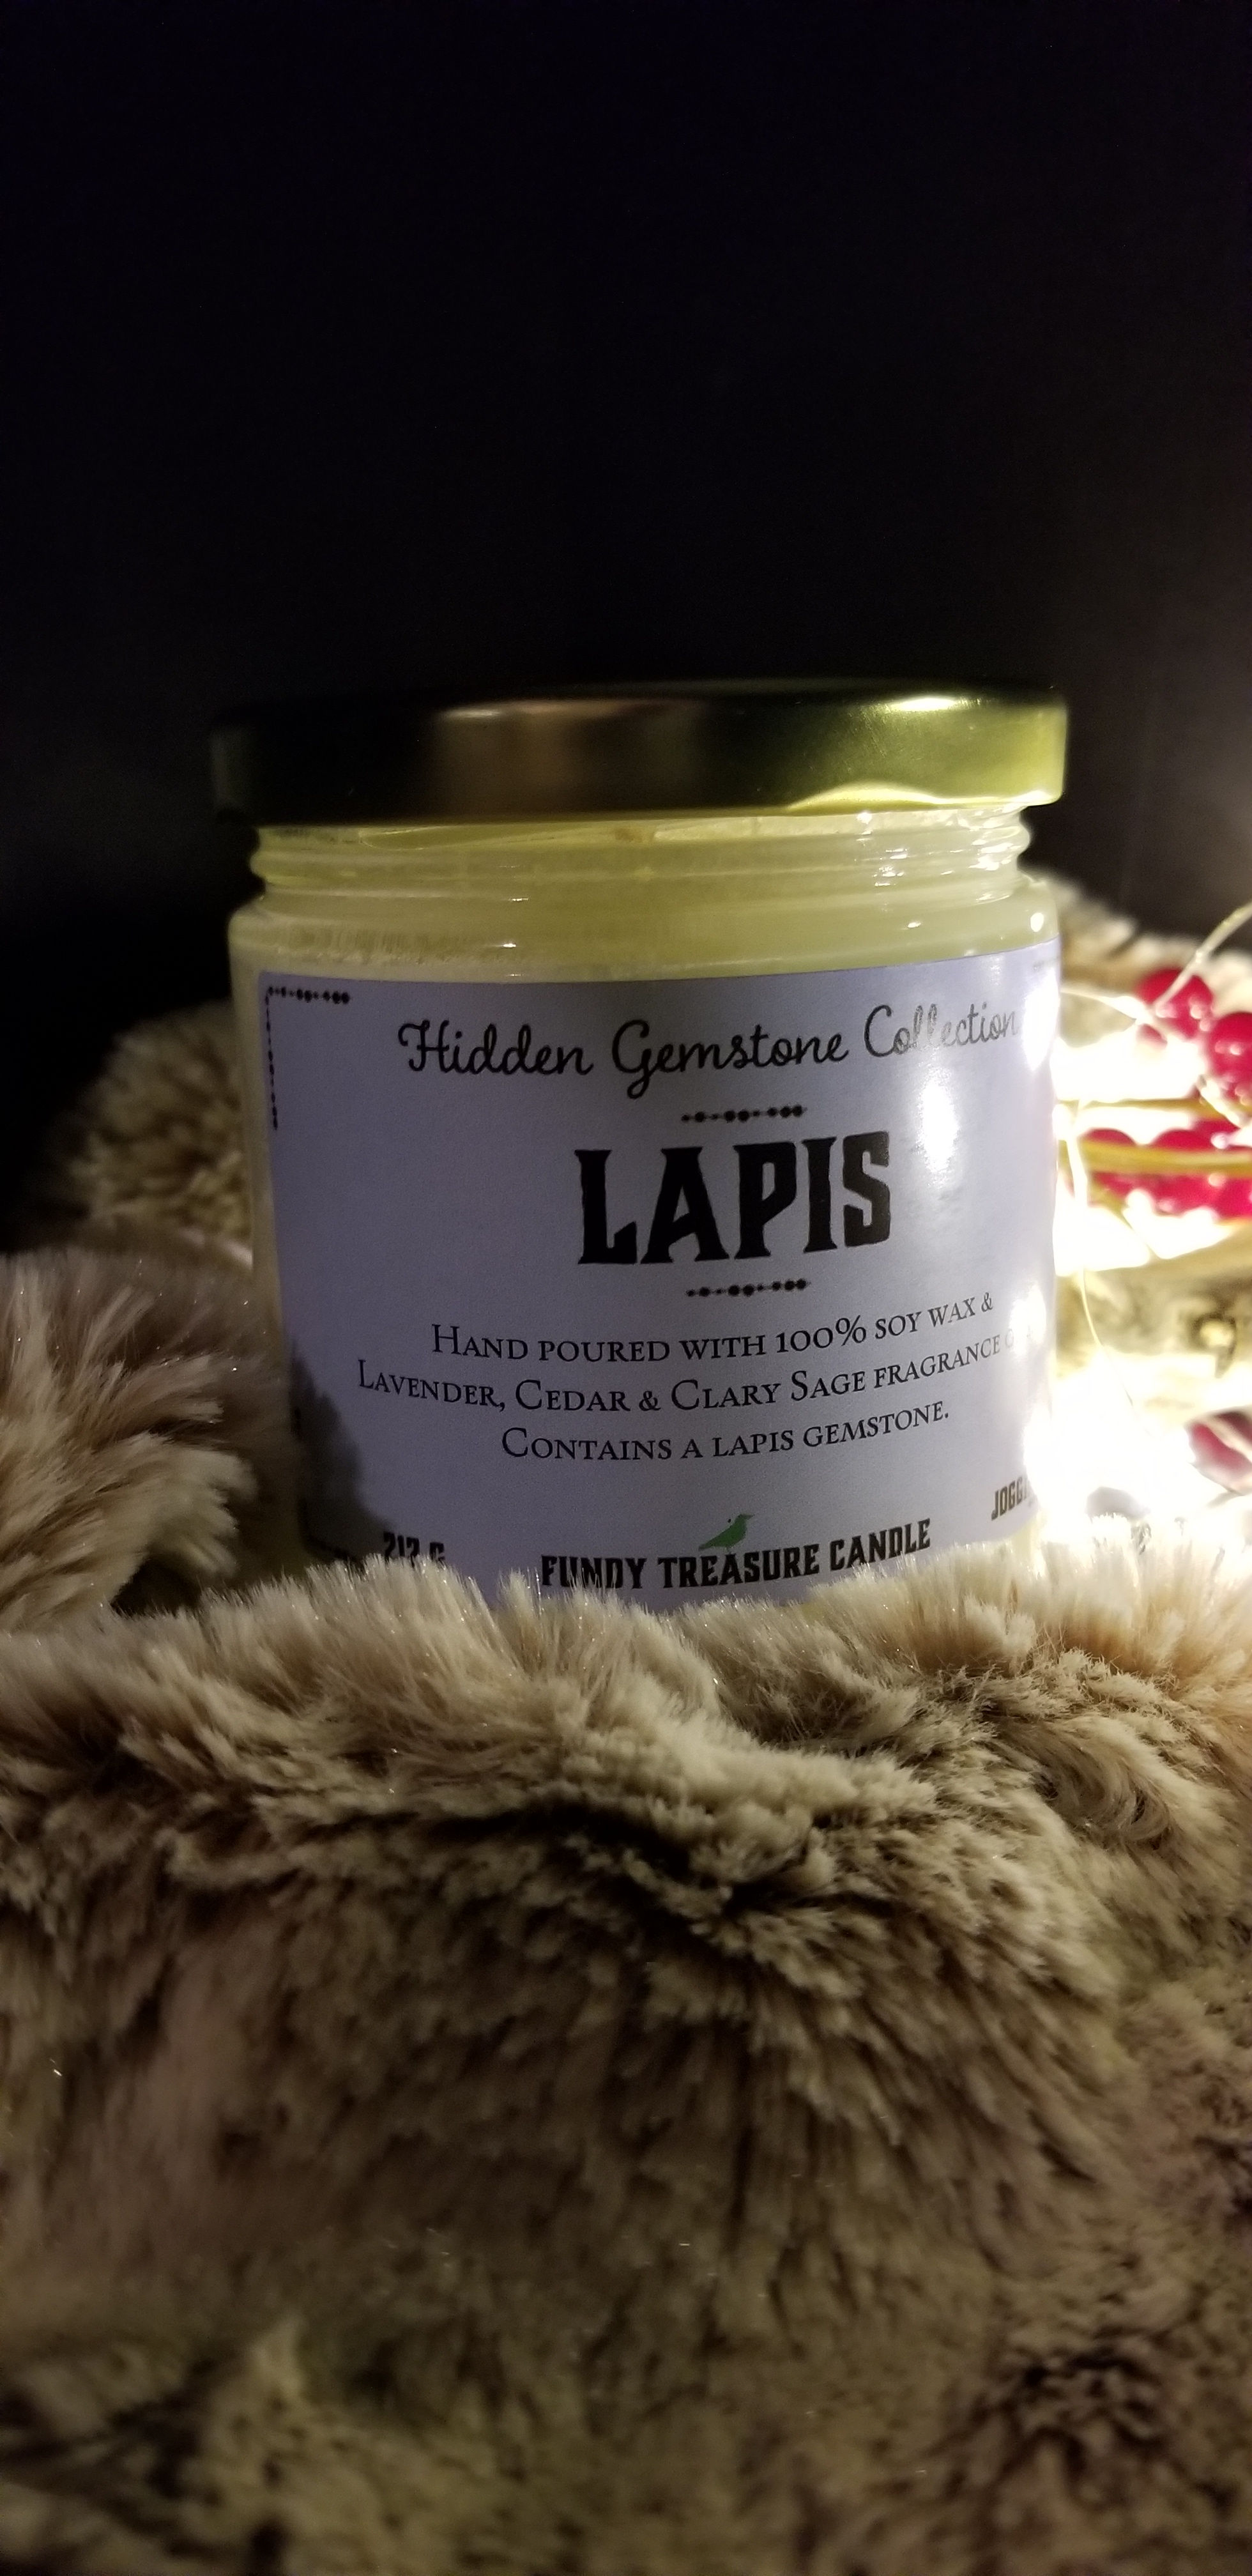 Hidden Gemstone Collection
LAPIS
HAND POURED WITH 100% SOY WAX &
LAVENDER, CEDAR & CLARY SAGE FRAGRANCE
CONTAINS A LAPIS GEMSTONE.
212 G
FUNDY TREASURE CANDLE